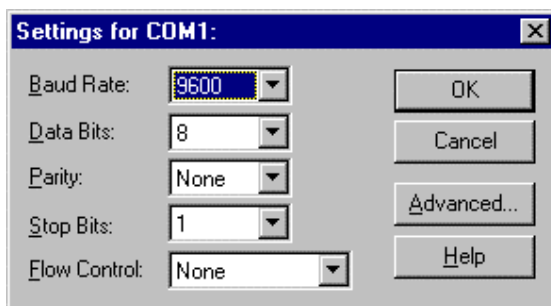 Settings for COM1:
Baud Rate: 9600
OK
Data Bits: 8
Cancel
Parity: None
Advanced...
Stop Bits: 1
Help
Flow Control: None